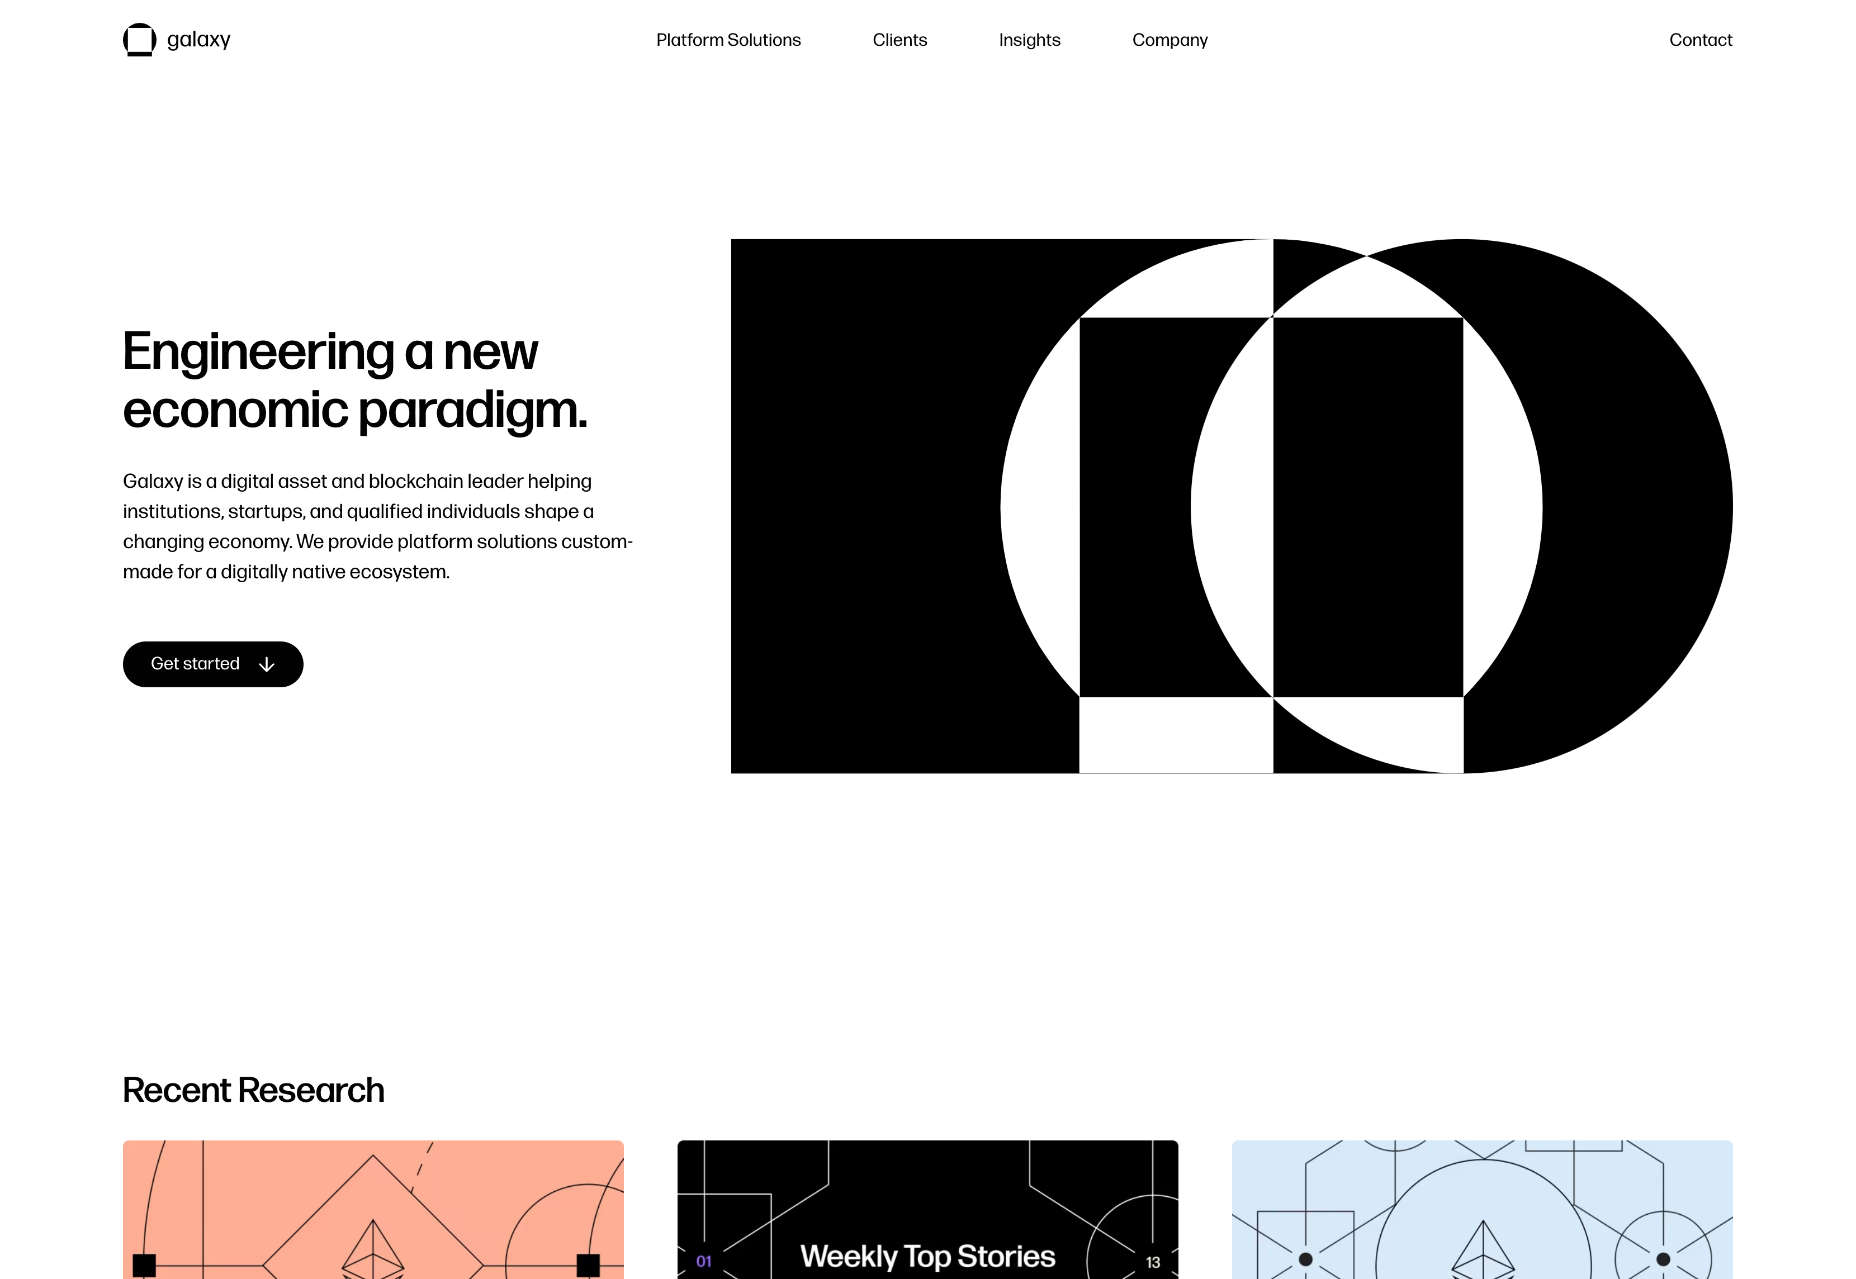 galaxy
Platform Solutions
Clients
Insights
Company
Contact
Engineering a new
economic paradigm.
Galaxy is a digital asset and blockchain leader helping
institutions, startups, and qualified individuals shape a
changing economy. We provide platform solutions custom-
made for a digitally native ecosystem.
Get started
Recent Research
01
Weekly Top Stories
13